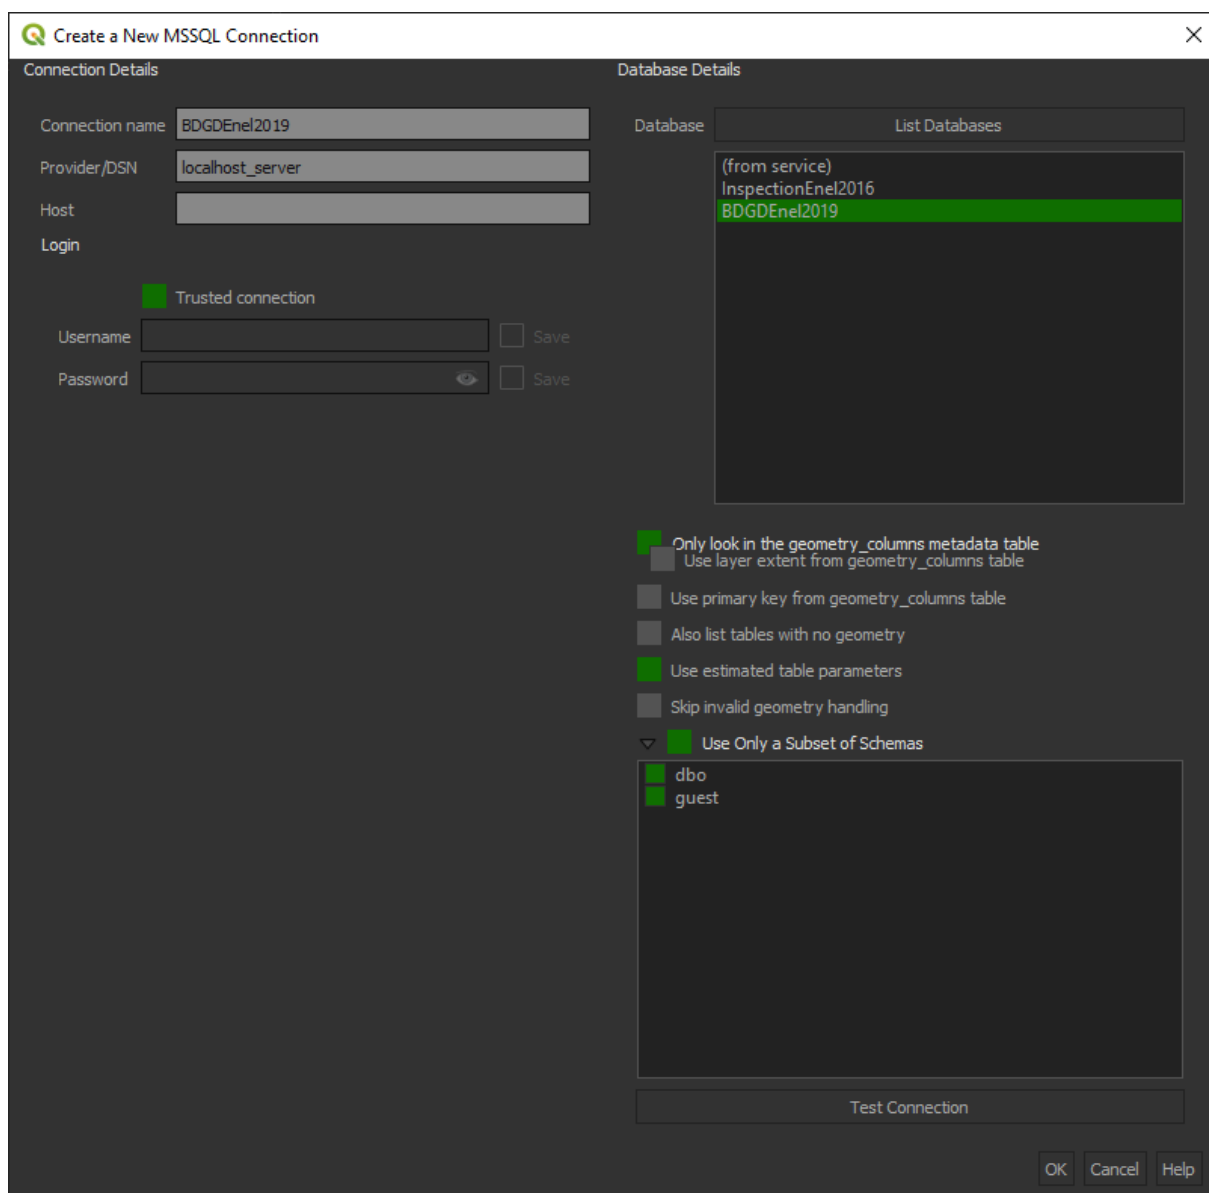 Create a New MSSQL Connection
Connection Details
Connection name BDGDEnel2019
Provider/DSN localhost_server
Host
Login
Trusted connection
Username Save
Password Save
Database Details
Database List Databases
(from service)
InspectionEnel2016
BDGDEnel2019
Only look in the geometry_columns metadata table
Use layer extent from geometry_columns table
Use primary key from geometry_columns table
Also list tables with no geometry
Use estimated table parameters
Skip invalid geometry handling
Use Only a Subset of Schemas
dbo
guest
Test Connection
OK Cancel Help